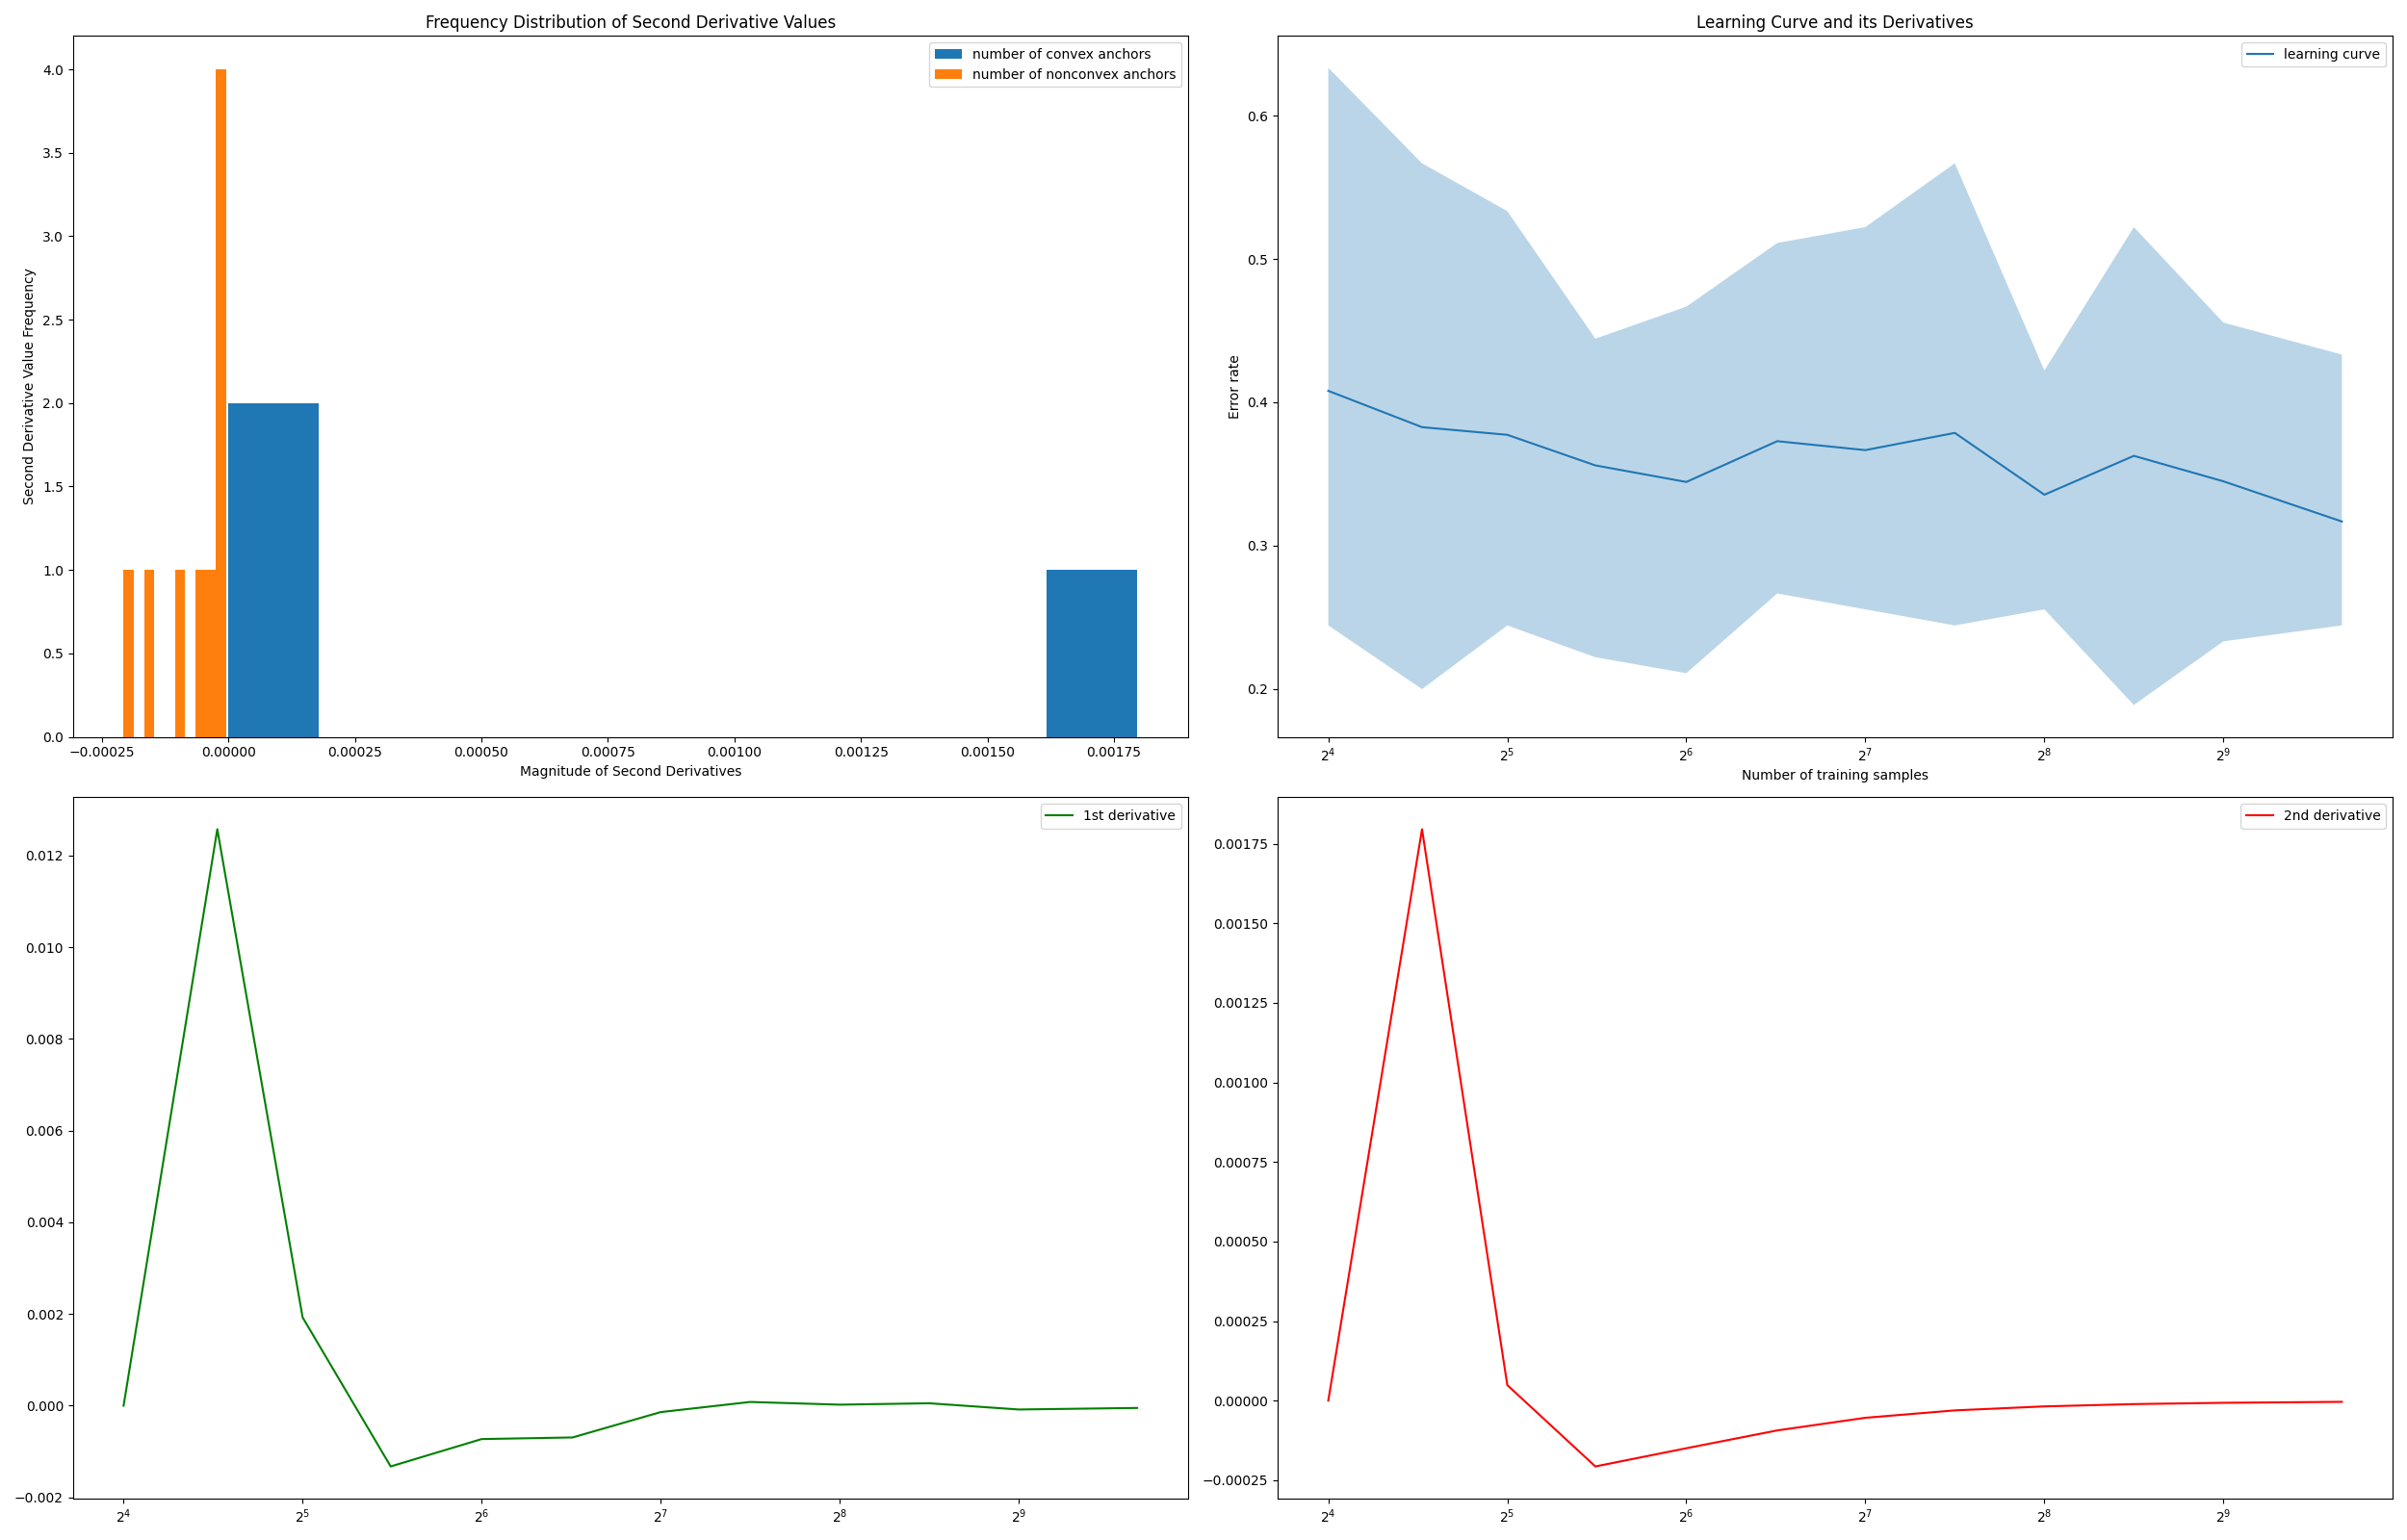 Frequency Distribution of Second Derivative Values
number of convex anchors
number of nonconvex anchors
Second Derivative Value Frequency
4.0
3.5
3.0
2.5
2.0
1.5
1.0
0.5
0.0
−0.00025 0.00000 0.00025 0.00050 0.00075 0.00100 0.00125 0.00150 0.00175
Magnitude of Second Derivatives
Learning Curve and its Derivatives
learning curve
Error rate
0.6
0.5
0.4
0.3
0.2
2⁴ 2⁵ 2⁶ 2⁷ 2⁸ 2⁹
Number of training samples
1st derivative
0.012
0.010
0.008
0.006
0.004
0.002
0.000
−0.002
2⁴ 2⁵ 2⁶ 2⁷ 2⁸ 2⁹
2nd derivative
0.00175
0.00150
0.00125
0.00100
0.00075
0.00050
0.00025
0.00000
−0.00025
2⁴ 2⁵ 2⁶ 2⁷ 2⁸ 2⁹